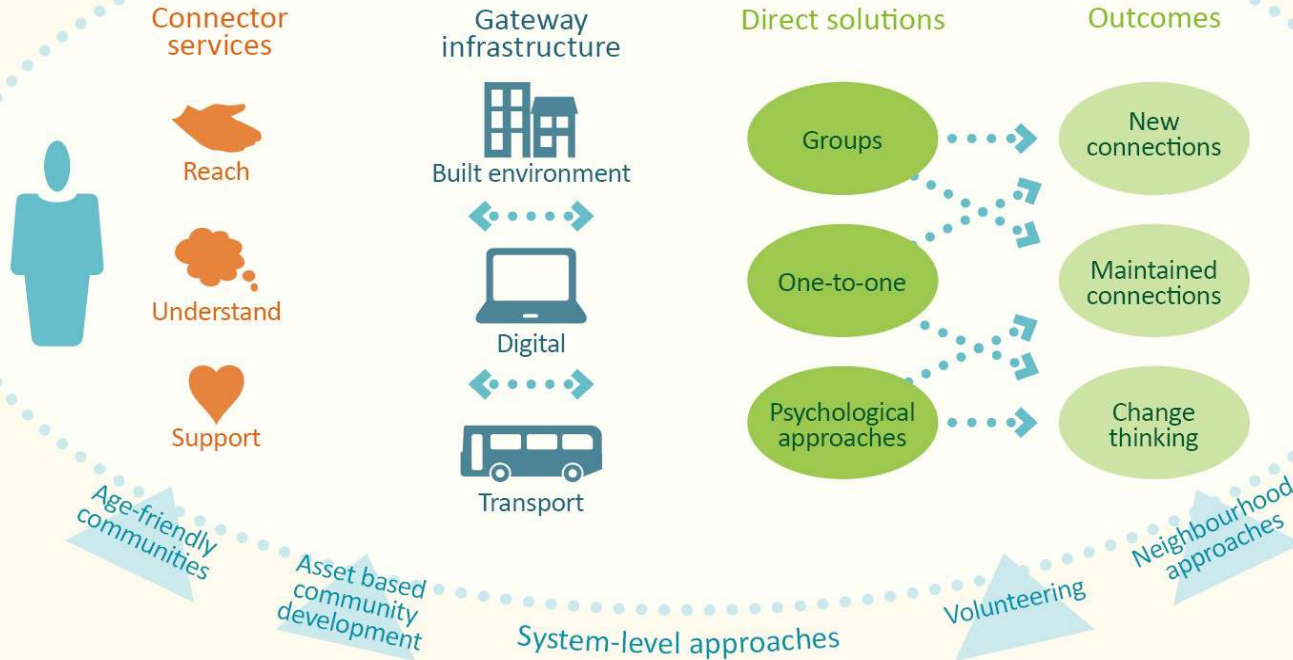 Connector
services
Reach
Understand
Support
Gateway
infrastructure
Built environment
Digital
Transport
Direct solutions
Groups
One-to-one
Psychological
approaches
Outcomes
New
connections
Maintained
connections
Change
thinking
Age-friendly
communities
Asset based
community
development
System-level approaches
Volunteering
Neighbourhood
approaches